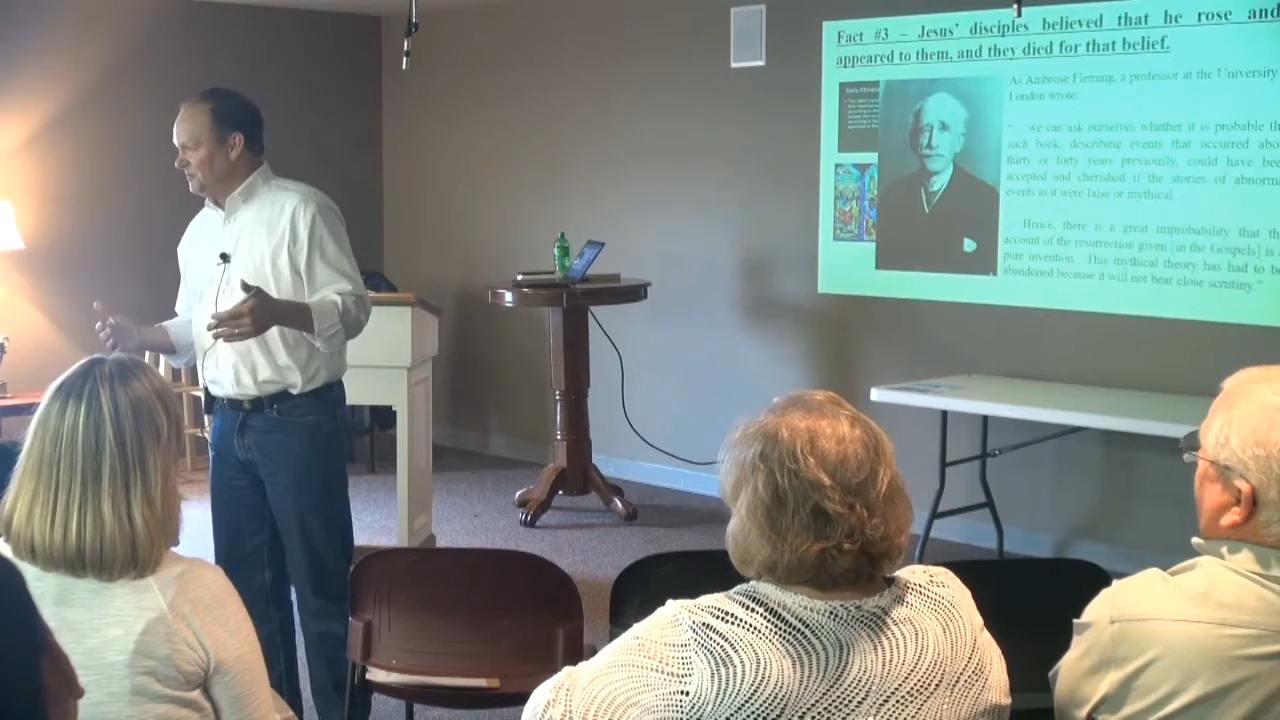 Fact #3 – Jesus' disciples believed that he rose and
appeared to them, and they died for that belief.
As Ambrose Fleming, a professor at the University
London wrote:
"... we can ask ourselves whether it is probable th
such book, describing events that occurred abo
thirty or forty years previously, could have bee
accepted and cherished if the stories of abnorm
events in it were false or mythical
Hence, there is a great improbability that th
account of the resurrection given [in the Gospels] is a
pure invention. This mythical theory has had to be
abandoned because it will not bear close scrutiny."